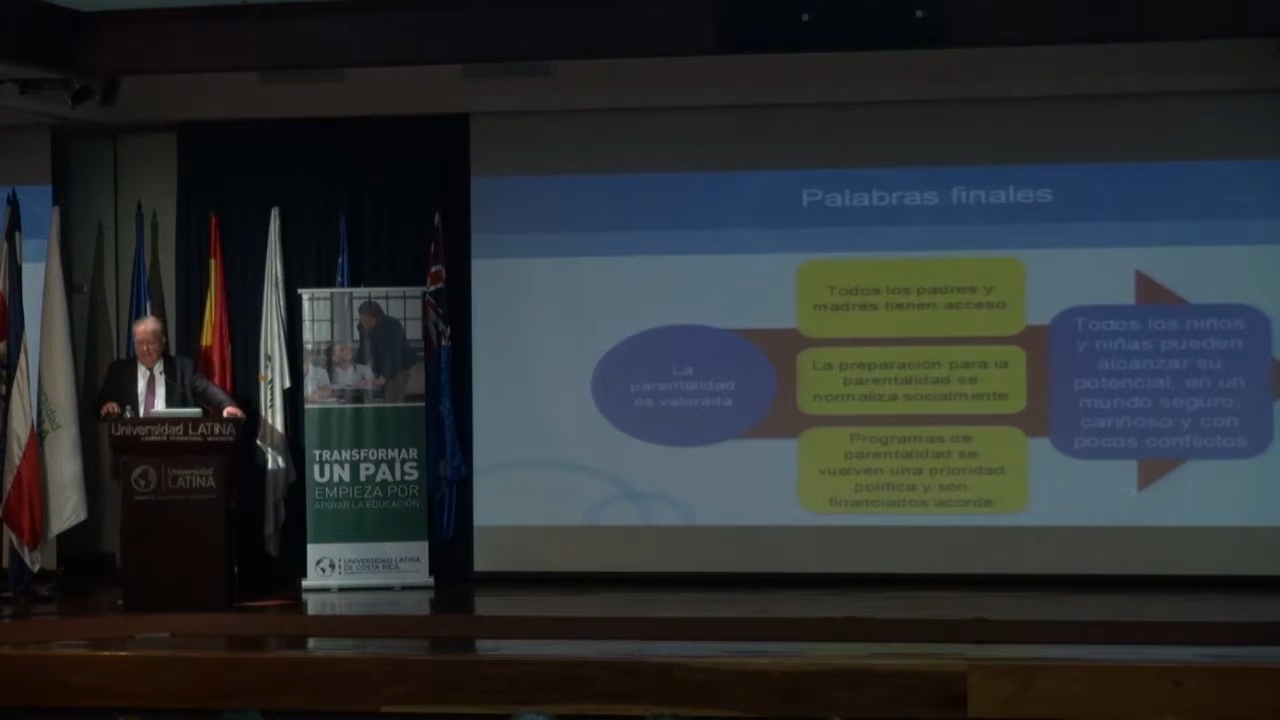 Palabras finales
La
parentalidad
es valorada
Todos los padres y
madres tienen acceso
La preparación para la
parentalidad se
normaliza socialmente
Programas de
parentalidad se
vuelven una prioridad
política y son
financiados acorde
Todos los niños
y niñas pueden
alcanzar su
potencial, en un
mundo seguro,
cariñoso y con
pocos conflictos
Universidad LATINA
LAUREATE INTERNATIONAL UNIVERSITIES
Universidad
LATINA
TRANSFORMAR
UN PAÍS
EMPIEZA POR
APOYAR LA EDUCACIÓN
UNIVERSIDAD LATINA
DE COSTA RICA